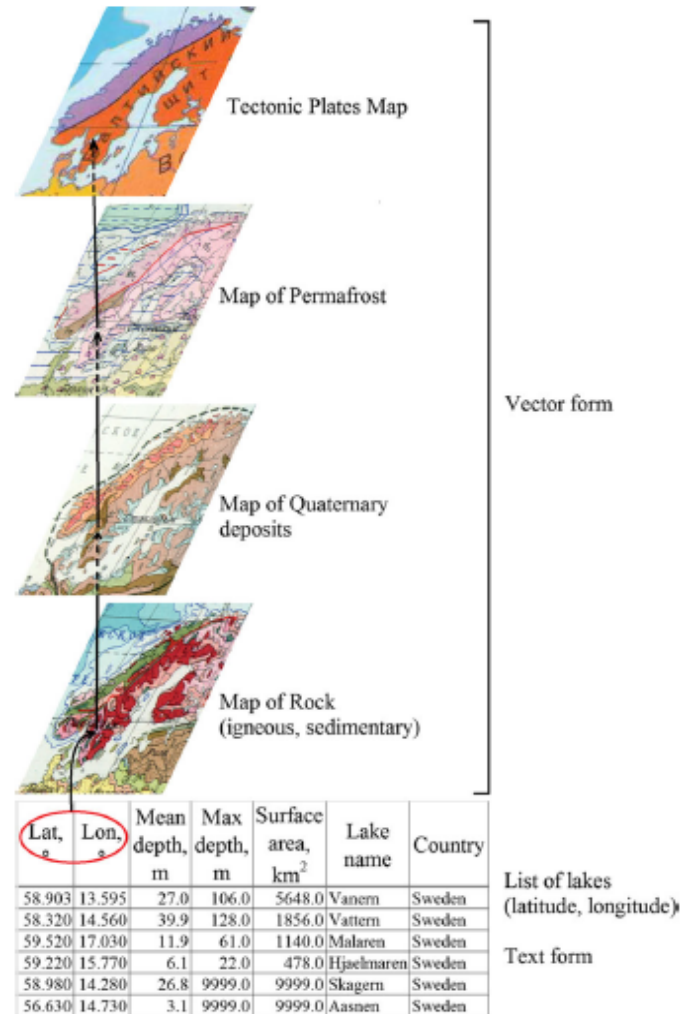 БАЛТИЙСКИЙ
ЩИТ
В
Tectonic Plates Map
Map of Permafrost
Vector form
СКОЕ
Map of Quaternary
deposits
СКОЕ
Map of Rock
(igneous, sedimentary)
Lat, ° Lon, ° Mean depth, m Max depth, m Surface area, km² Lake name Country
58.903 13.595 27.0 106.0 5648.0 Vanern Sweden
58.320 14.560 39.9 128.0 1856.0 Vattern Sweden
59.520 17.030 11.9 61.0 1140.0 Malaren Sweden
59.220 15.770 6.1 22.0 478.0 Hjaelmaren Sweden
58.980 14.280 26.8 9999.0 9999.0 Skagern Sweden
56.630 14.730 3.1 9999.0 9999.0 Aasnen Sweden
List of lakes
(latitude, longitude)
Text form